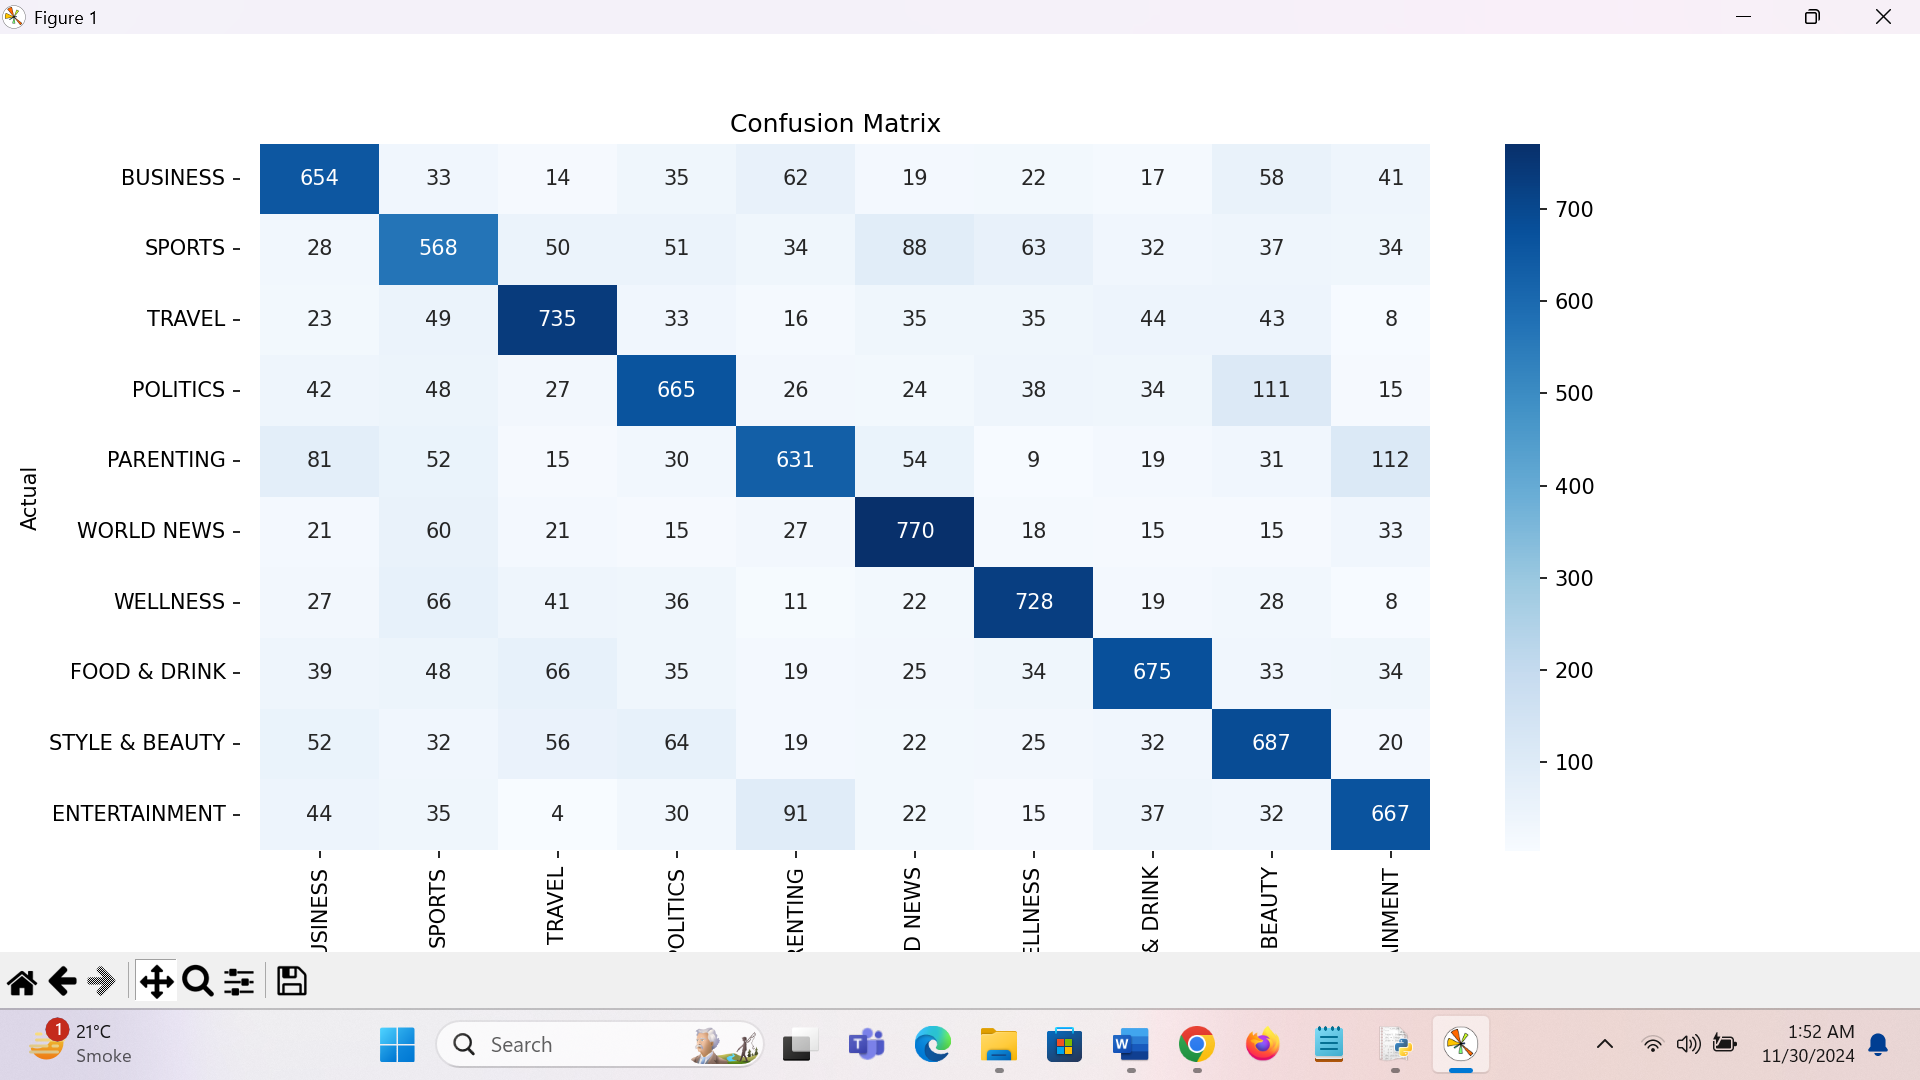 Figure 1
Confusion Matrix
BUSINESS 654 33 14 35 62 19 22 17 58 41
SPORTS 28 568 50 51 34 88 63 32 37 34
TRAVEL 23 49 735 33 16 35 35 44 43 8
POLITICS 42 48 27 665 26 24 38 34 111 15
PARENTING 81 52 15 30 631 54 9 19 31 112
WORLD NEWS 21 60 21 15 27 770 18 15 15 33
WELLNESS 27 66 41 36 11 22 728 19 28 8
FOOD & DRINK 39 48 66 35 19 25 34 675 33 34
STYLE & BEAUTY 52 32 56 64 19 22 25 32 687 20
ENTERTAINMENT 44 35 4 30 91 22 15 37 32 667
Actual
USINESS
SPORTS
TRAVEL
POLITICS
RENTING
D NEWS
ELLNESS
& DRINK
BEAUTY
AINMENT
700
600
500
400
300
200
100
1
21°C
Smoke
Search
T
W
1:52 AM
11/30/2024